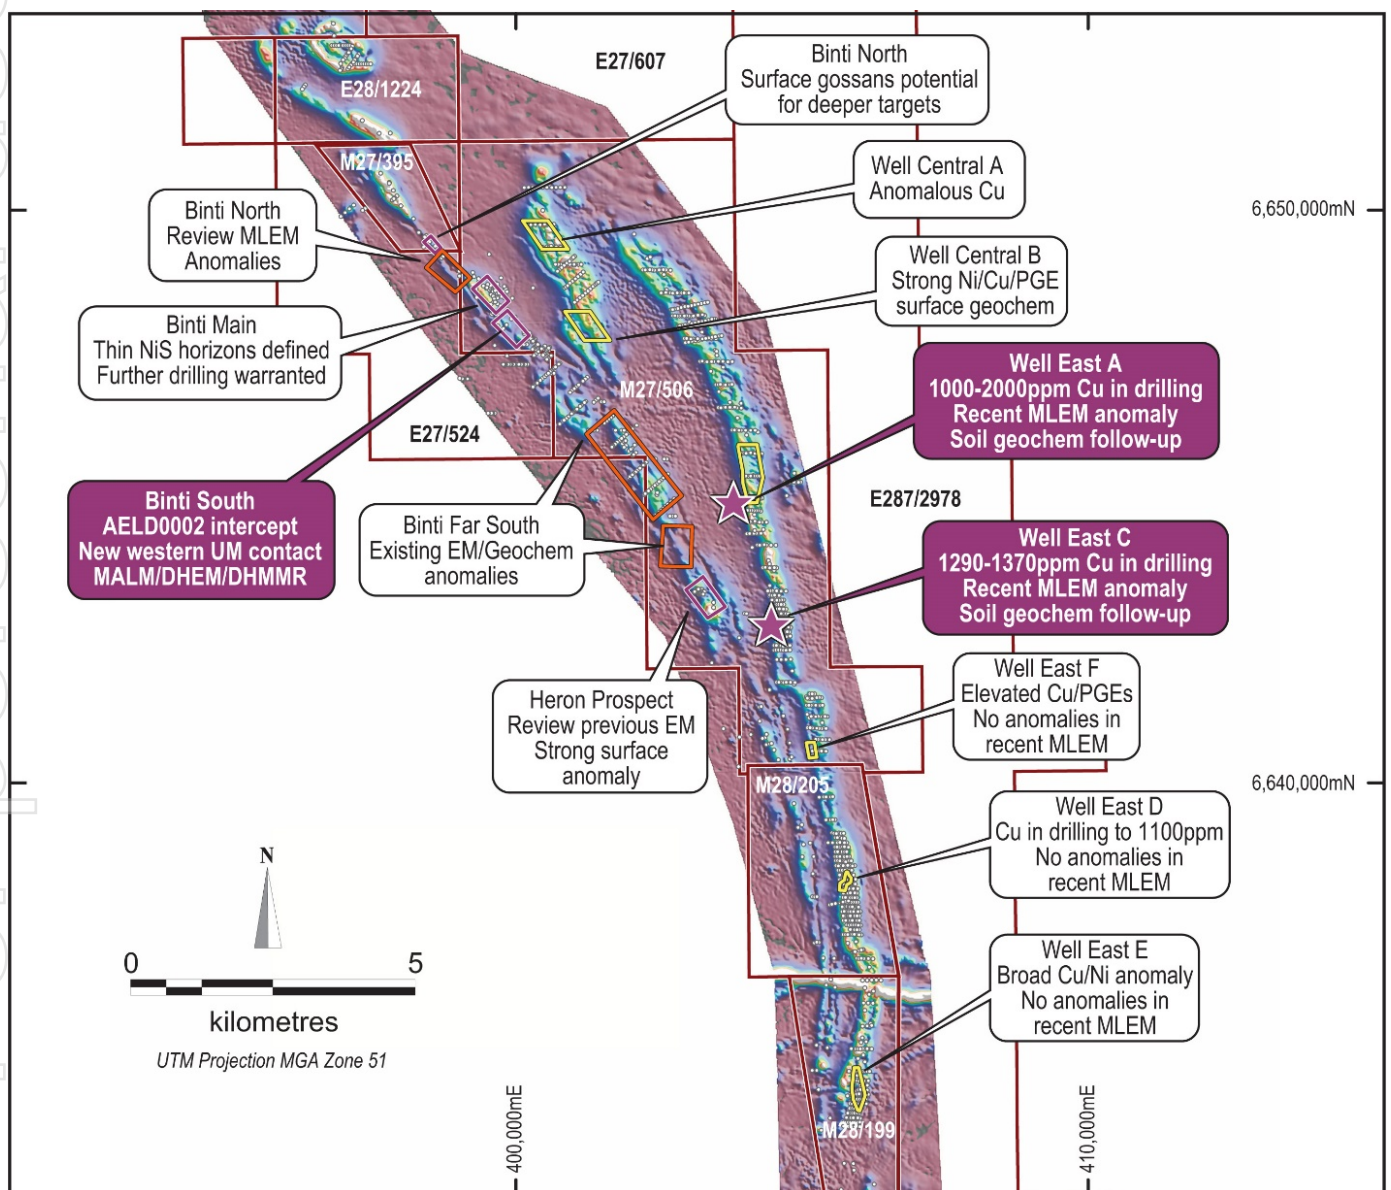 E27/607
Binti North
Surface gossans potential
for deeper targets
E28/1224
M27/395
Well Central A
Anomalous Cu
6,650,000mN
Binti North
Review MLEM
Anomalies
Well Central B
Strong Ni/Cu/PGE
surface geochem
Binti Main
Thin NiS horizons defined
Further drilling warranted
Well East A
1000-2000ppm Cu in drilling
Recent MLEM anomaly
Soil geochem follow-up
M27/506
E27/524
E287/2978
Binti South
AELD0002 intercept
New western UM contact
MALM/DHEM/DHMMR
Binti Far South
Existing EM/Geochem
anomalies
Well East C
1290-1370ppm Cu in drilling
Recent MLEM anomaly
Soil geochem follow-up
Well East F
Elevated Cu/PGEs
No anomalies in
recent MLEM
Heron Prospect
Review previous EM
Strong surface
anomaly
M28/205
6,640,000mN
Well East D
Cu in drilling to 1100ppm
No anomalies in
recent MLEM
N
0 5
kilometres
UTM Projection MGA Zone 51
Well East E
Broad Cu/Ni anomaly
No anomalies in
recent MLEM
M28/199
400,000mE
410,000mE